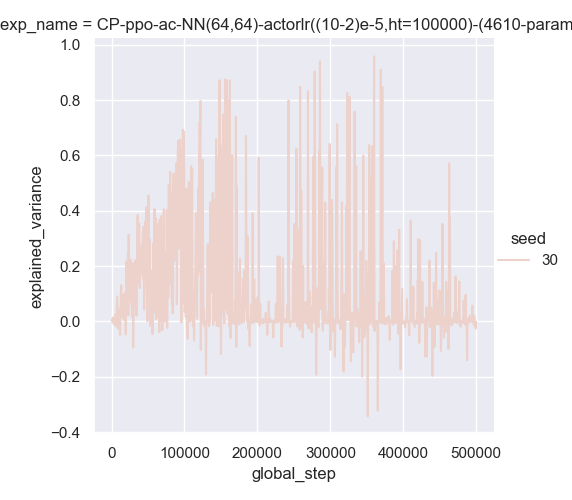 exp_name = CP-ppo-ac-NN(64,64)-actorlr((10-2)e-5,ht=100000)-(4610-param
1.0
0.8
0.6
0.4
0.2
0.0
−0.2
−0.4
explained_variance
0 100000 200000 300000 400000 500000
global_step
seed
30